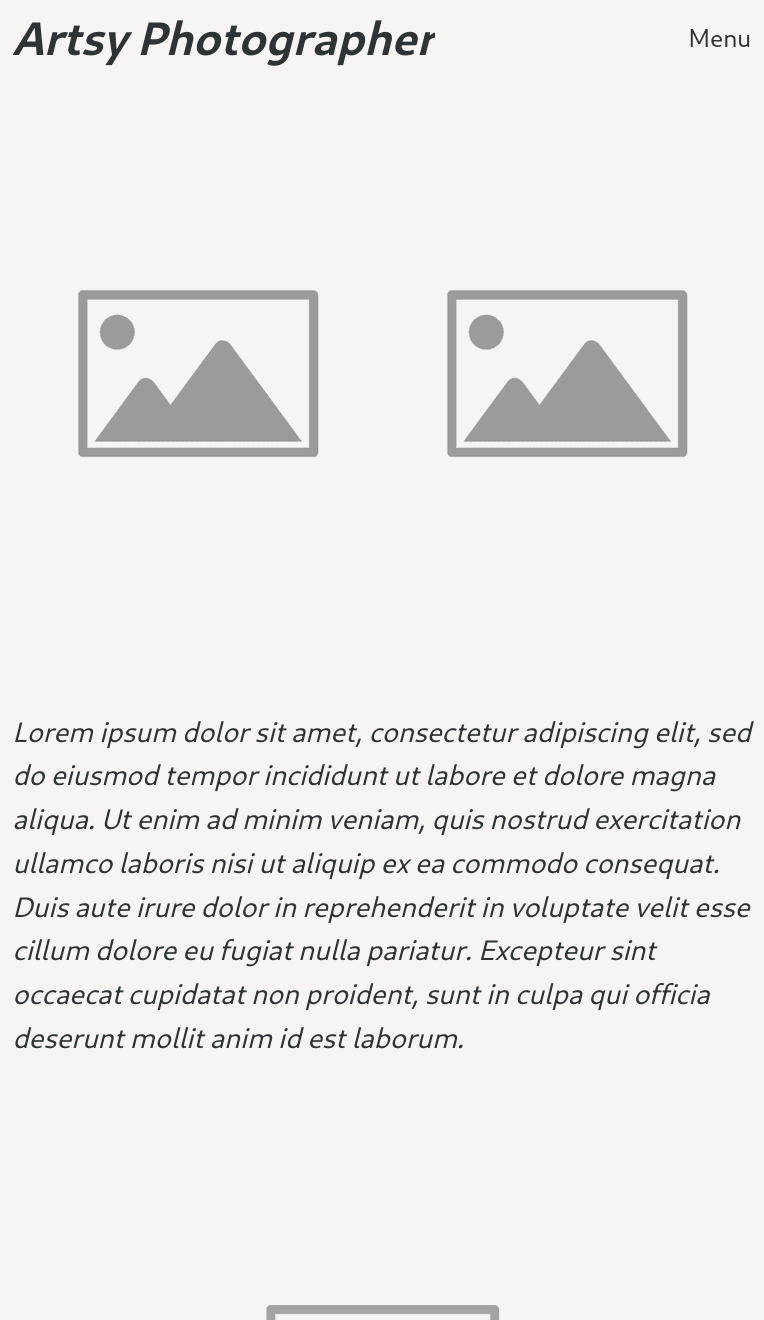 Artsy Photographer
Menu
Lorem ipsum dolor sit amet, consectetur adipiscing elit, sed
do eiusmod tempor incididunt ut labore et dolore magna
aliqua. Ut enim ad minim veniam, quis nostrud exercitation
ullamco laboris nisi ut aliquip ex ea commodo consequat.
Duis aute irure dolor in reprehenderit in voluptate velit esse
cillum dolore eu fugiat nulla pariatur. Excepteur sint
occaecat cupidatat non proident, sunt in culpa qui officia
deserunt mollit anim id est laborum.